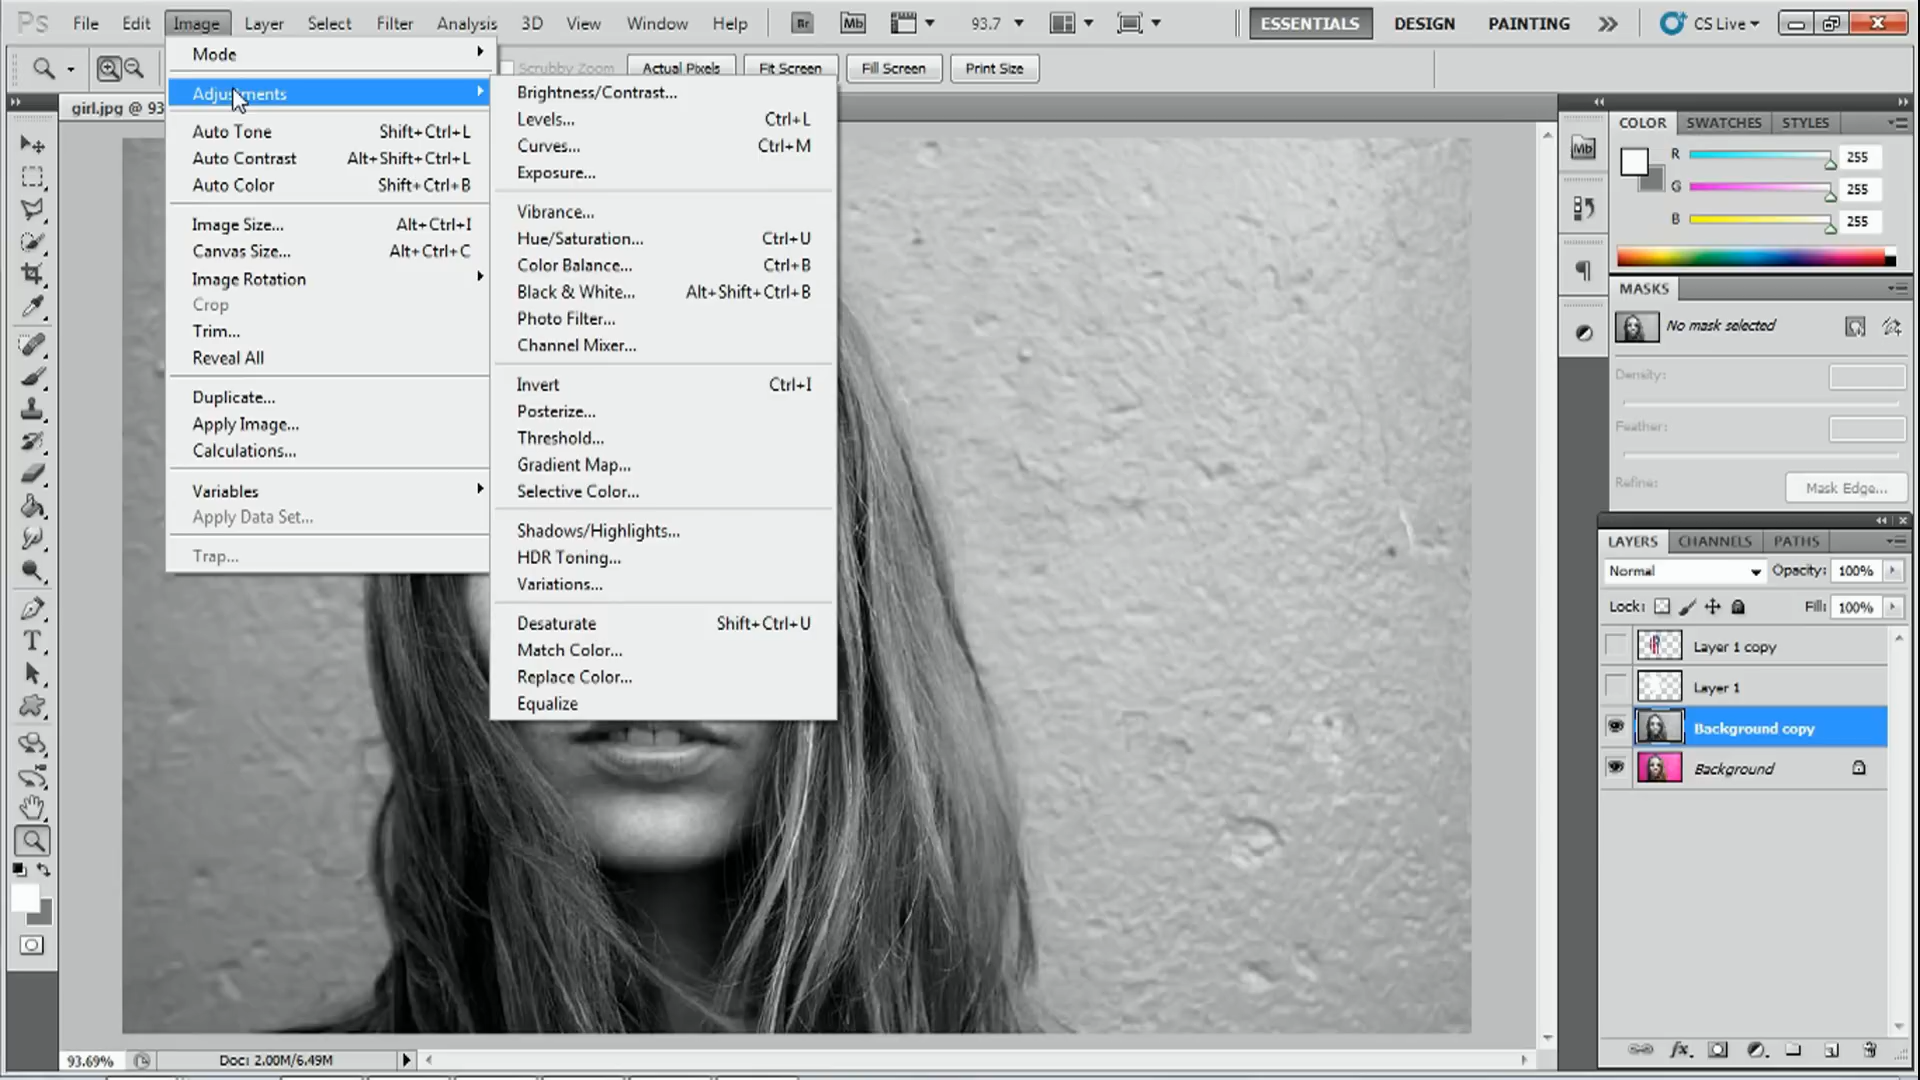 Ps File Edit Image Layer Select Filter Analysis 3D View Window Help Br Mb 93.7 ESSENTIALS DESIGN PAINTING CS Live
Scrubby Zoom Actual Pixels Fit Screen Fill Screen Print Size
girl.jpg @ 93
Mode
Adjustments
Auto Tone Shift+Ctrl+L
Auto Contrast Alt+Shift+Ctrl+L
Auto Color Shift+Ctrl+B
Image Size... Alt+Ctrl+I
Canvas Size... Alt+Ctrl+C
Image Rotation
Crop
Trim...
Reveal All
Duplicate...
Apply Image...
Calculations...
Variables
Apply Data Set...
Trap...
Brightness/Contrast...
Levels... Ctrl+L
Curves... Ctrl+M
Exposure...
Vibrance...
Hue/Saturation... Ctrl+U
Color Balance... Ctrl+B
Black & White... Alt+Shift+Ctrl+B
Photo Filter...
Channel Mixer...
Invert Ctrl+I
Posterize...
Threshold...
Gradient Map...
Selective Color...
Shadows/Highlights...
HDR Toning...
Variations...
Desaturate Shift+Ctrl+U
Match Color...
Replace Color...
Equalize
Mb
COLOR SWATCHES STYLES
R 255
G 255
B 255
MASKS
No mask selected
Density:
Feather:
Refine: Mask Edge...
LAYERS CHANNELS PATHS
Normal Opacity: 100%
Lock: Fill: 100%
Layer 1 copy
Layer 1
Background copy
Background
T
93.69% Doc: 2.00M/6.49M
fx